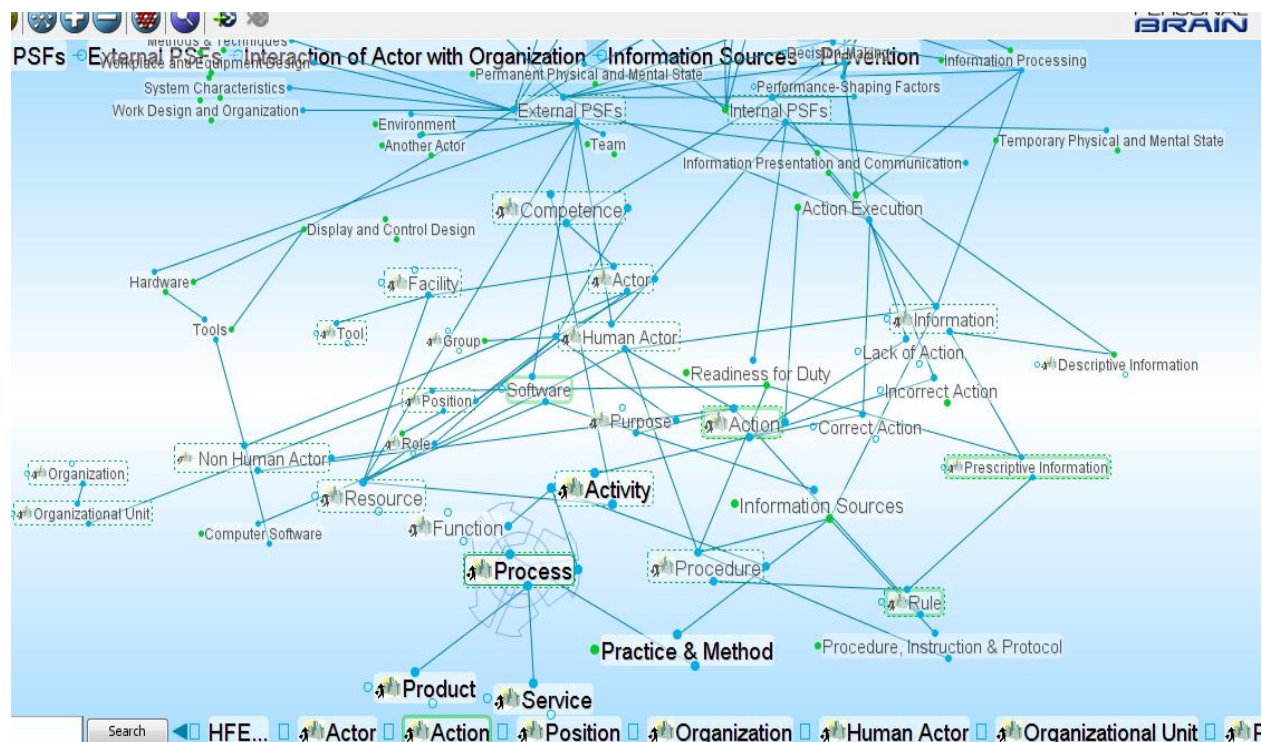 PERSONAL
BRAIN
PSFs External PSFs Interaction of Actor with Organization Information Sources Prevention
Methods & Techniques
Decision-Making
Workplace and Equipment Design
Information Processing
Permanent Physical and Mental State
System Characteristics
Performance-Shaping Factors
Work Design and Organization
External PSFs
Internal PSFs
Environment
Another Actor
Team
Temporary Physical and Mental State
Information Presentation and Communication
Competence
Action Execution
Display and Control Design
Hardware
Facility
Actor
Tools
Tool
Group
Human Actor
Information
Lack of Action
Descriptive Information
Readiness for Duty
Software
Incorrect Action
Position
Purpose
Action
Correct Action
Role
Non Human Actor
Organization
Prescriptive Information
Resource
Activity
Organizational Unit
Information Sources
Function
Computer Software
Process
Procedure
Rule
Practice & Method
Procedure, Instruction & Protocol
Product
Service
Search HFE... Actor Action Position Organization Human Actor Organizational Unit